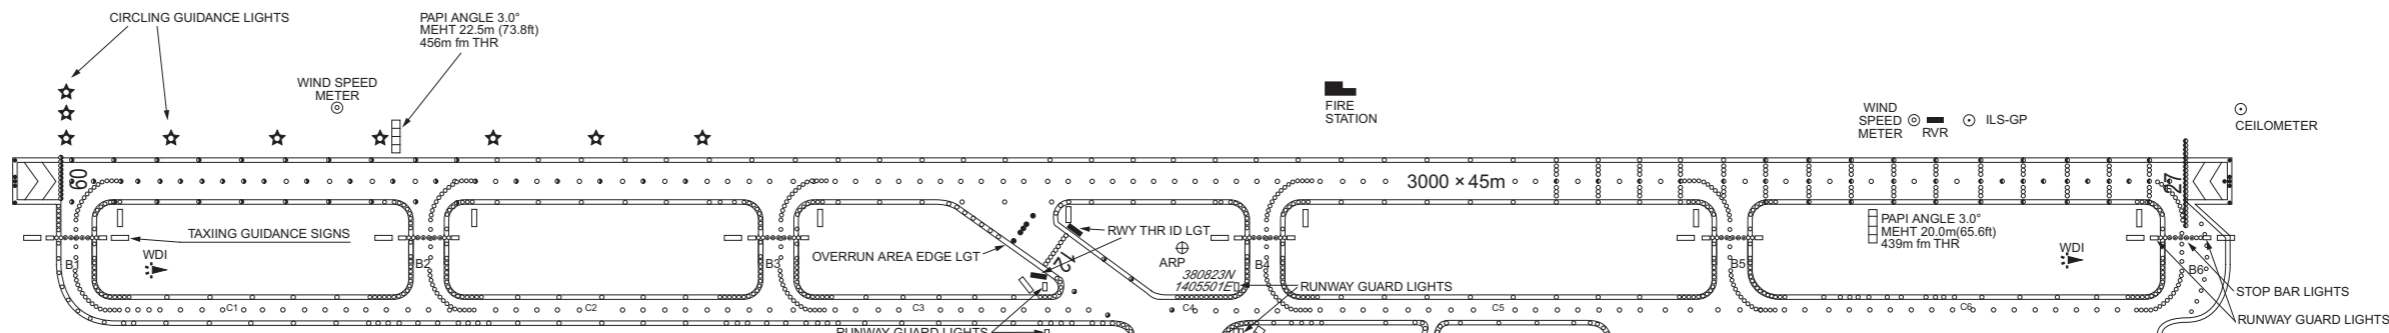 CIRCLING GUIDANCE LIGHTS
PAPI ANGLE 3.0°
MEHT 22.5m (73.8ft)
456m fm THR
WIND SPEED
METER
FIRE
STATION
WIND
SPEED
METER
RVR
ILS-GP
CEILOMETER
09
3000 × 45m
27
TAXIING GUIDANCE SIGNS
WDI
B1
B2
B3
OVERRUN AREA EDGE LGT
RWY THR ID LGT
12
ARP
380823N
1405501E
B4
B5
PAPI ANGLE 3.0°
MEHT 20.0m(65.6ft)
439m fm THR
WDI
B6
RUNWAY GUARD LIGHTS
STOP BAR LIGHTS
C1
C2
C3
C4
C5
C6
RUNWAY GUARD LIGHTS
RUNWAY GUARD LIGHTS